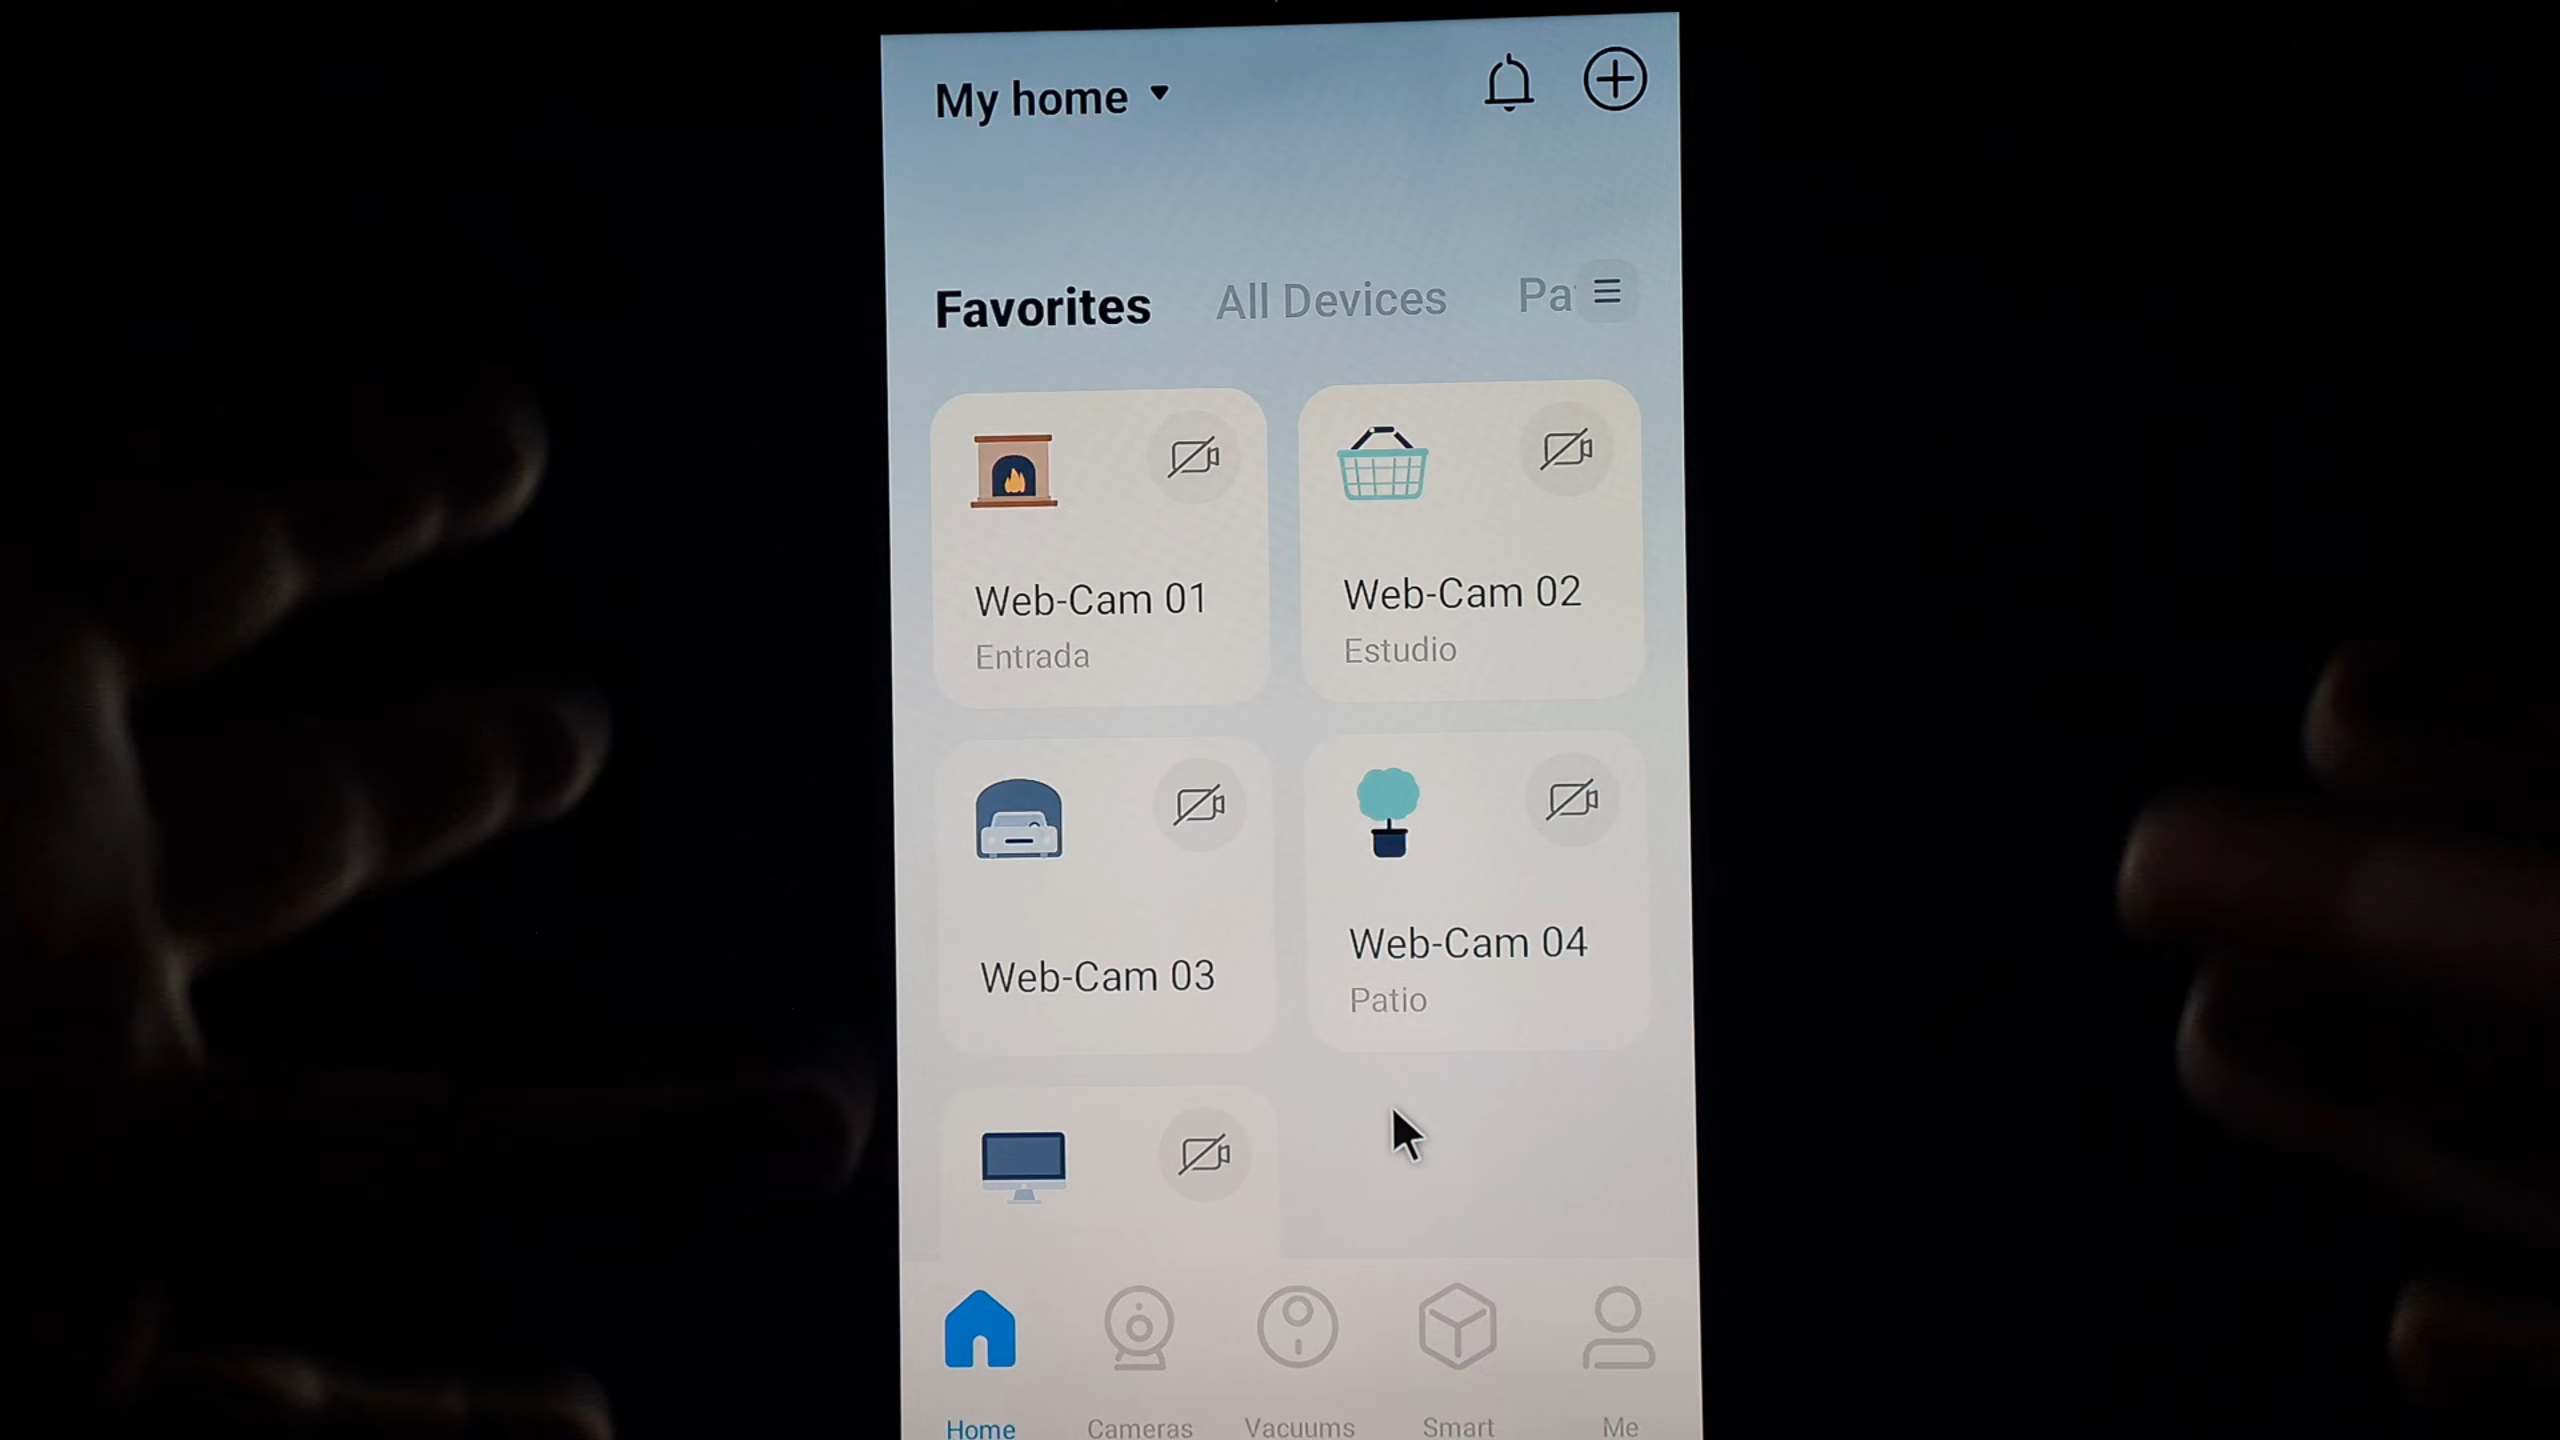 My home
Favorites All Devices
Web-Cam 01
Entrada
Web-Cam 02
Estudio
Web-Cam 03
Web-Cam 04
Patio
Home Cameras Vacuums Smart Me